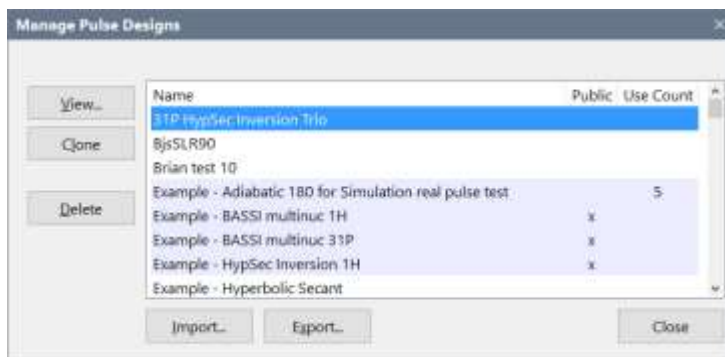 Manage Pulse Designs
Name Public Use Count
View...
31P HypSec Inversion Trio
Clone
BjsSLR90
Brian test 10
Example - Adiabatic 180 for Simulation real pulse test 5
Delete
Example - BASSI multinuc 1H x
Example - BASSI multinuc 31P x
Example - HypSec Inversion 1H x
Example - Hyperbolic Secant
Import... Export... Close